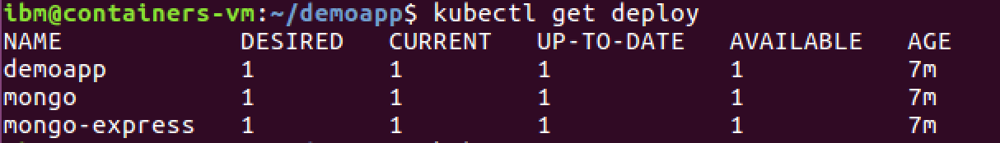 ibm@containers-vm:~/demoapp$ kubectl get deploy
NAME DESIRED CURRENT UP-TO-DATE AVAILABLE AGE
demoapp 1 1 1 1 7m
mongo 1 1 1 1 7m
mongo-express 1 1 1 1 7m